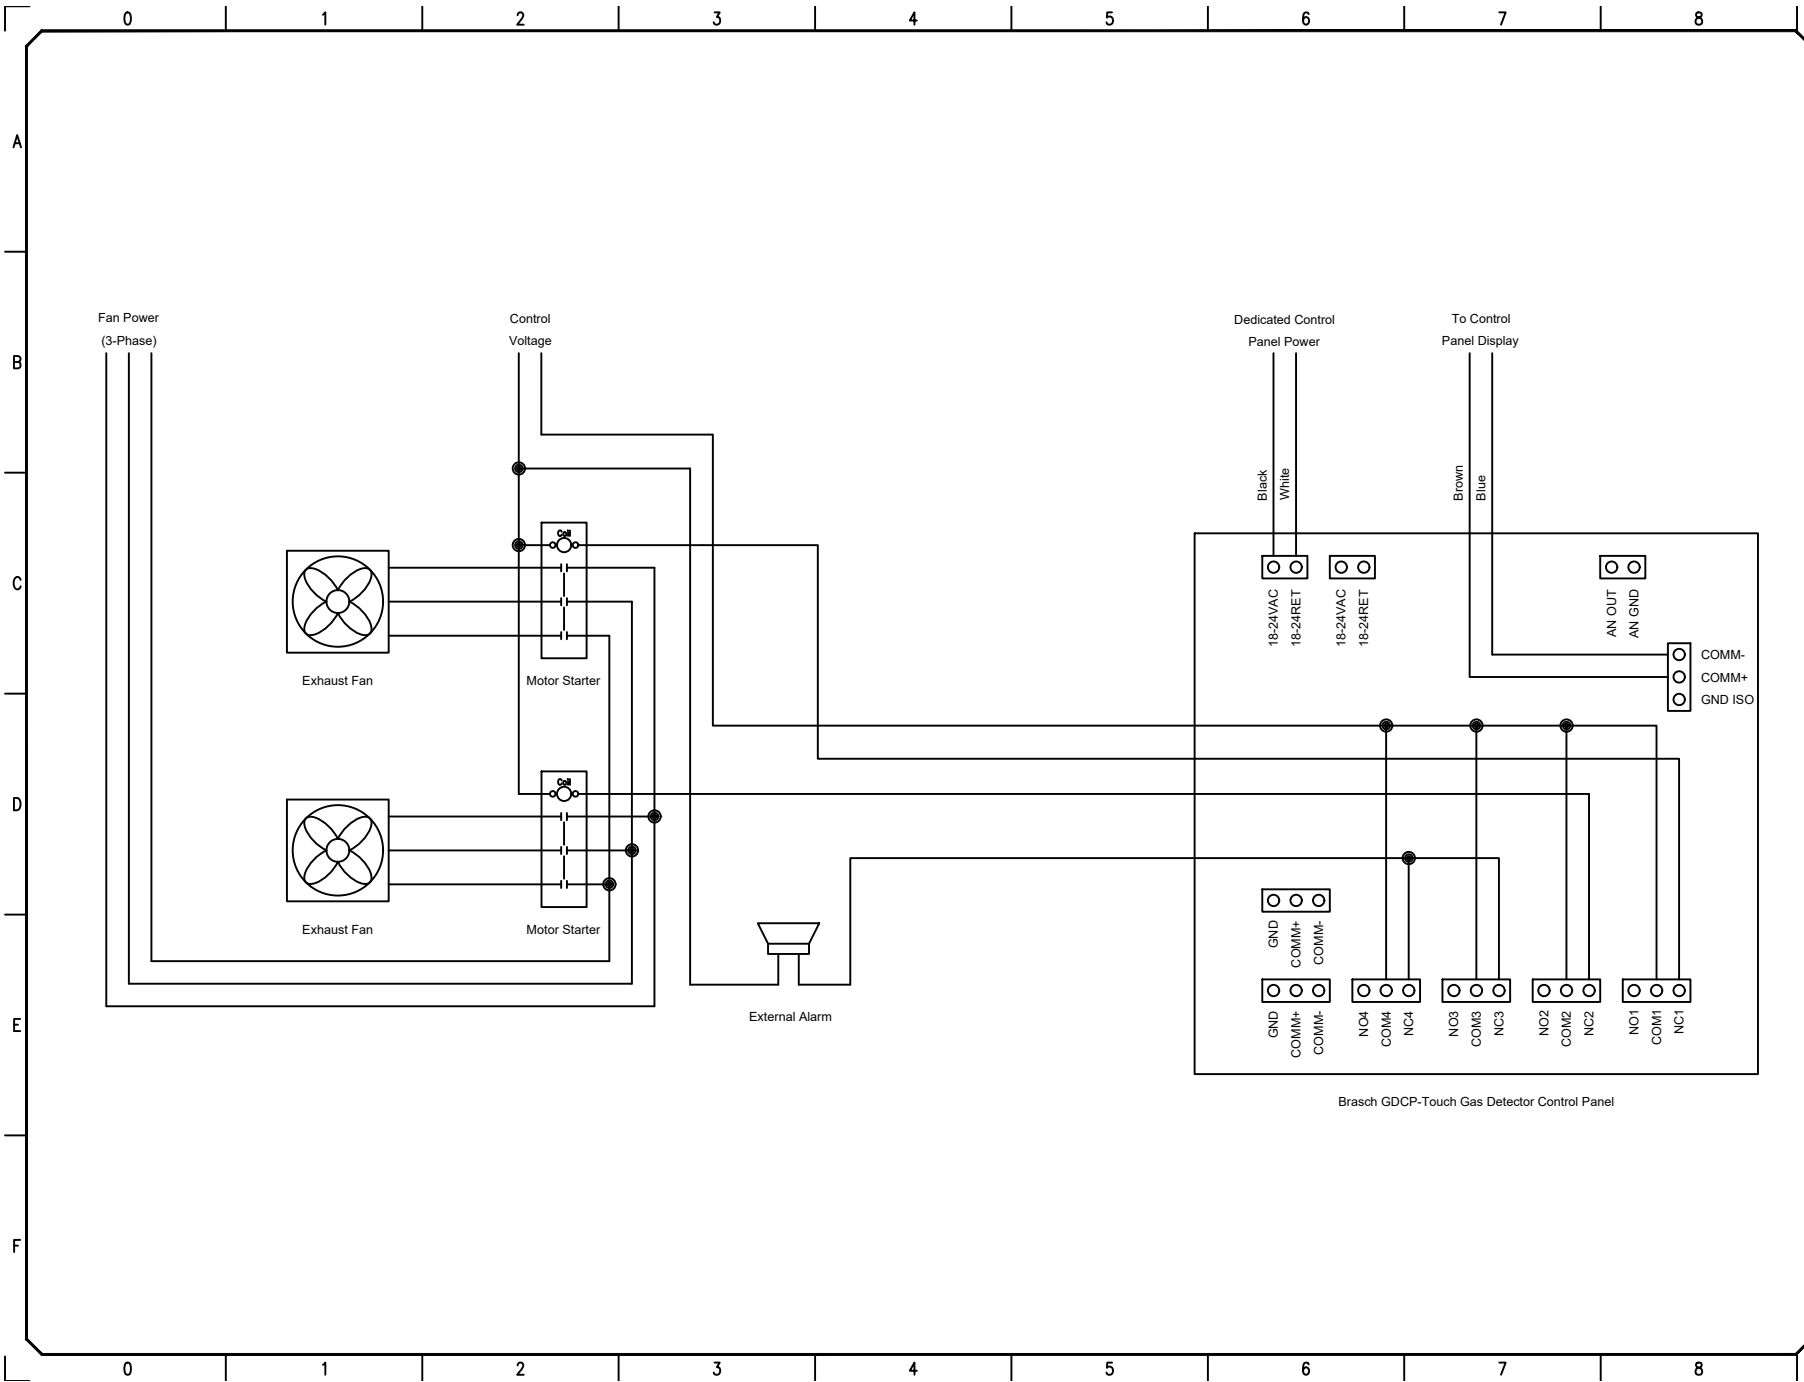 0 1 2 3 4 5 6 7 8
A
Fan Power
(3-Phase)
Control
Voltage
Dedicated Control
Panel Power
To Control
Panel Display
B
Black
White
Brown
Blue
Coil
C
18-24VAC
18-24RET
18-24VAC
18-24RET
AN OUT
AN GND
COMM-
COMM+
GND ISO
Exhaust Fan
Motor Starter
Coil
D
Exhaust Fan
Motor Starter
GND
COMM+
COMM-
External Alarm
E
GND
COMM+
COMM-
NO4
COM4
NC4
NO3
COM3
NC3
NO2
COM2
NC2
NO1
COM1
NC1
Brasch GDCP-Touch Gas Detector Control Panel
F
0 1 2 3 4 5 6 7 8